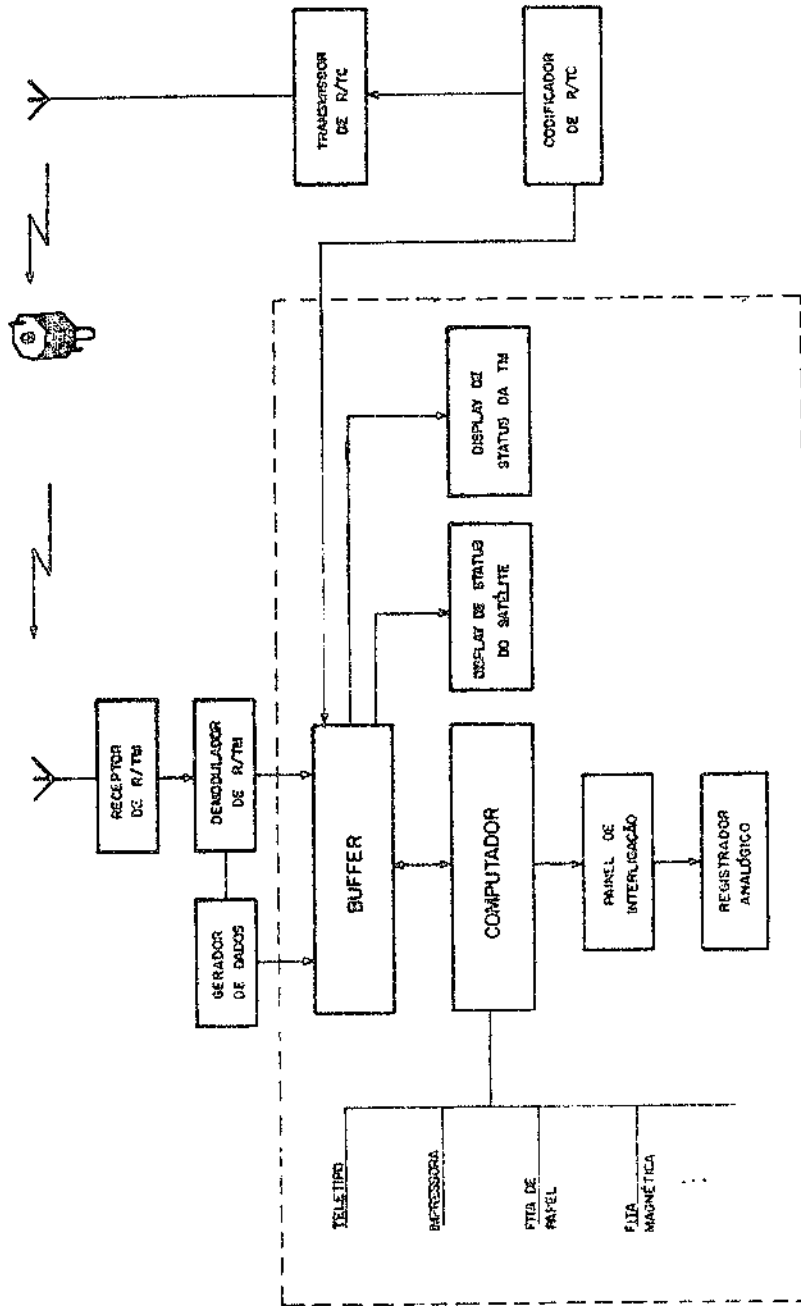 RECEPTOR
DE R/TM
DEMODULADOR
DE R/TM
GERADOR
DE DADOS
TRANSMISSOR
DE R/TC
CODIFICADOR
DE R/TC
BUFFER
DISPLAY DE STATUS
DO SATÉLITE
DISPLAY DE
STATUS DA TM
COMPUTADOR
PAINEL DE
INTERLIGAÇÃO
REGISTRADOR
ANALÓGICO
TELETIPO
IMPRESSORA
FITA DE
PAPEL
FITA
MAGNÉTICA
...